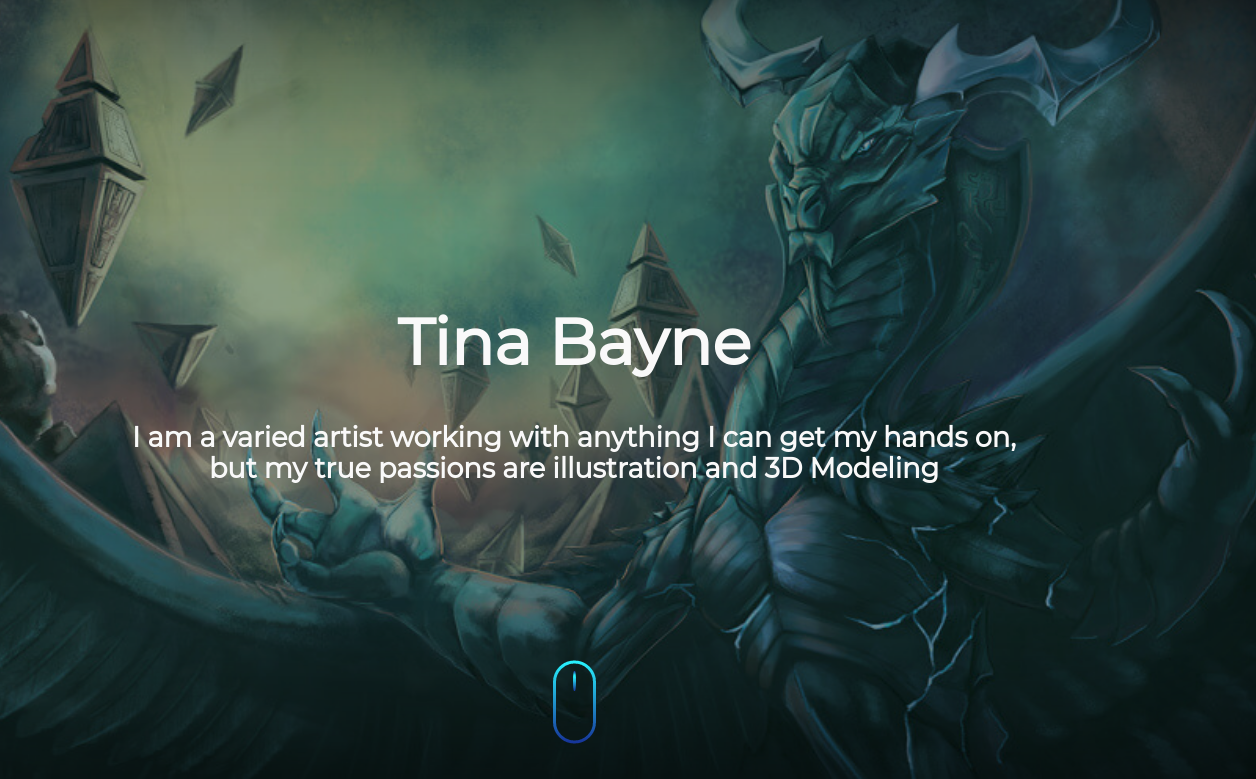 Tina Bayne
I am a varied artist working with anything I can get my hands on,
but my true passions are illustration and 3D Modeling